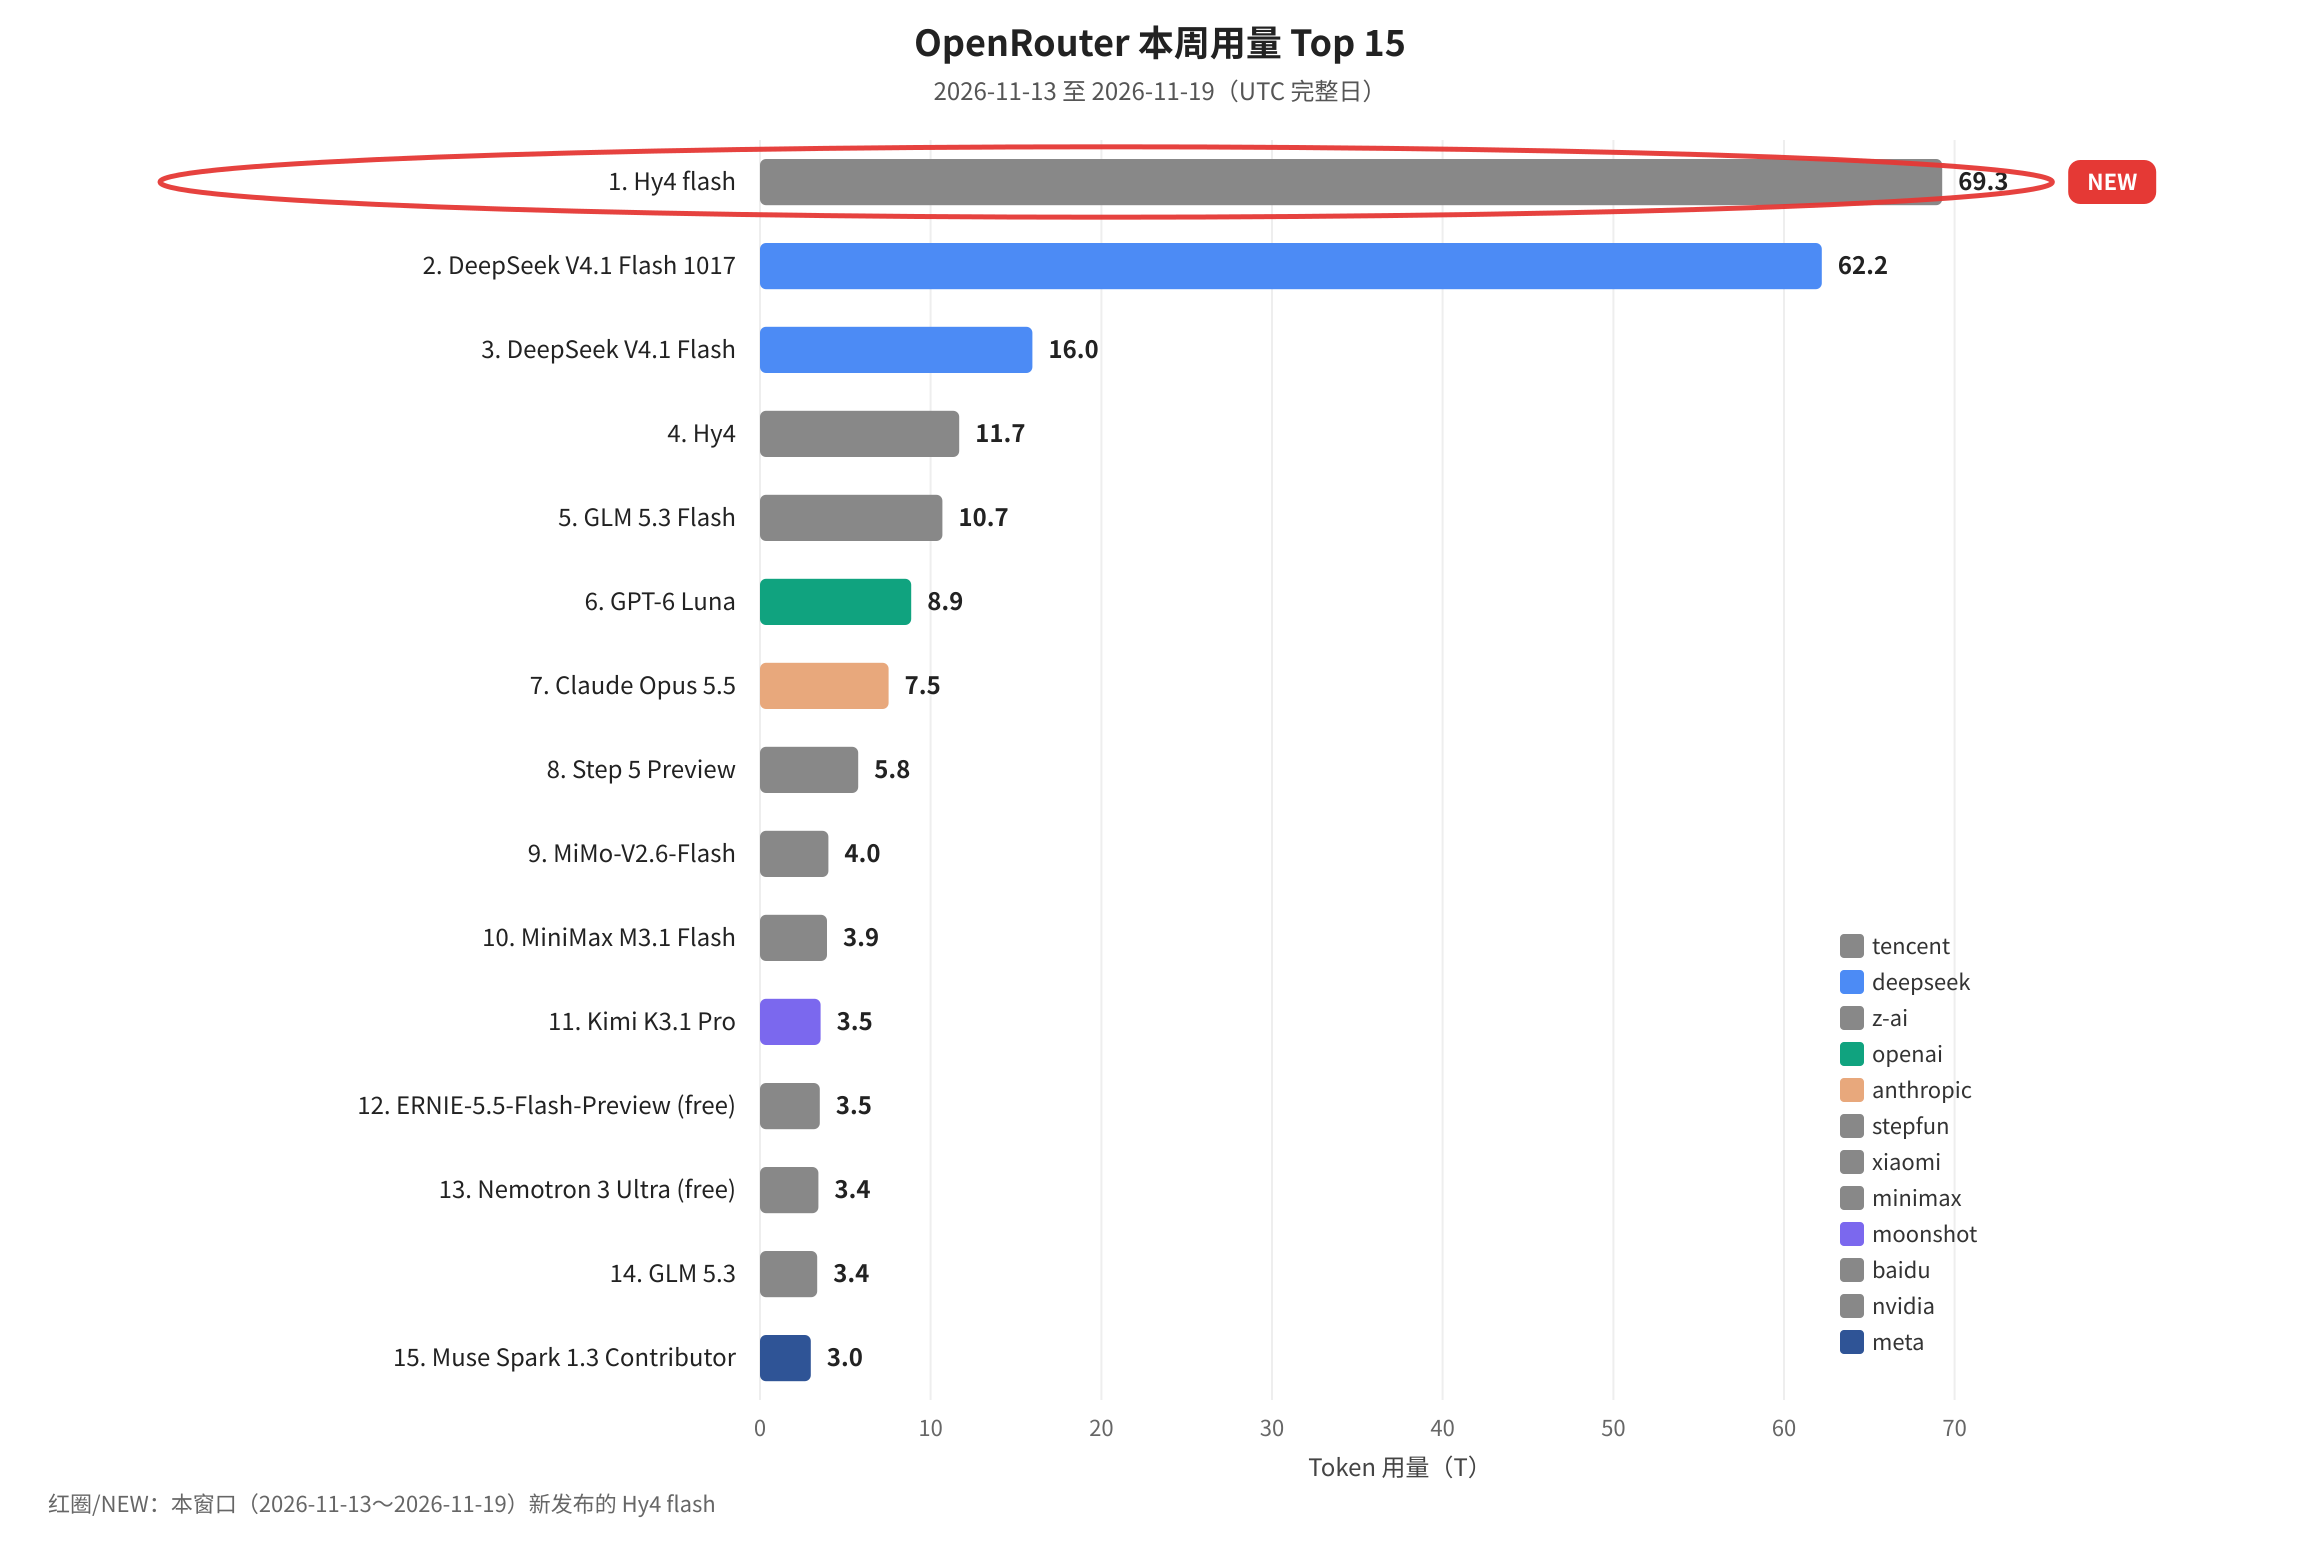 OpenRouter 本周用量 Top 15
2026-11-13 至 2026-11-19（UTC 完整日）
1. Hy4 flash 69.3 NEW
2. DeepSeek V4.1 Flash 1017 62.2
3. DeepSeek V4.1 Flash 16.0
4. Hy4 11.7
5. GLM 5.3 Flash 10.7
6. GPT-6 Luna 8.9
7. Claude Opus 5.5 7.5
8. Step 5 Preview 5.8
9. MiMo-V2.6-Flash 4.0
10. MiniMax M3.1 Flash 3.9
11. Kimi K3.1 Pro 3.5
12. ERNIE-5.5-Flash-Preview (free) 3.5
13. Nemotron 3 Ultra (free) 3.4
14. GLM 5.3 3.4
15. Muse Spark 1.3 Contributor 3.0
tencent
deepseek
z-ai
openai
anthropic
stepfun
xiaomi
minimax
moonshot
baidu
nvidia
meta
0 10 20 30 40 50 60 70
Token 用量（T）
红圈/NEW：本窗口（2026-11-13～2026-11-19）新发布的 Hy4 flash